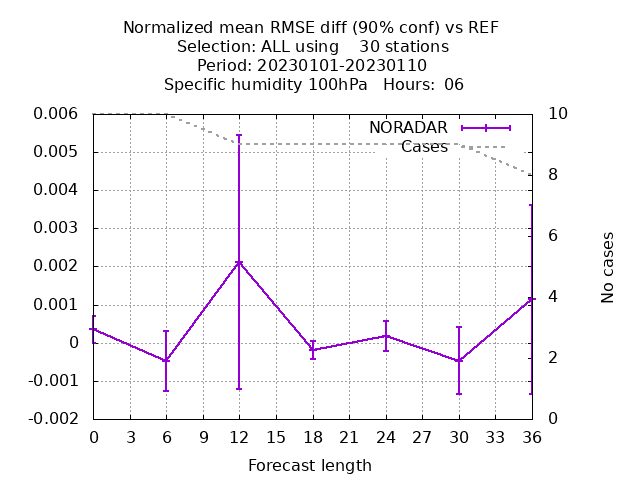 Normalized mean RMSE diff (90% conf) vs REF
Selection: ALL using    30 stations
Period: 20230101-20230110
Specific humidity 100hPa   Hours:  06
0.006
0.005
0.004
0.003
0.002
0.001
0
-0.001
-0.002
NORADAR
Cases
10
8
6
4
2
0
No cases
0 3 6 9 12 15 18 21 24 27 30 33 36
Forecast length